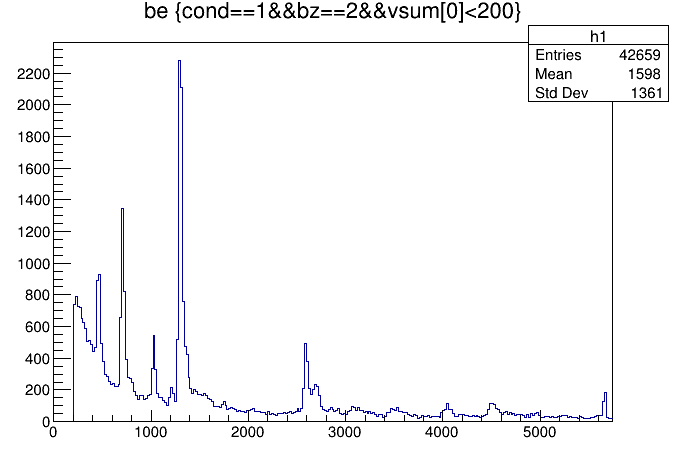 be {cond==1&&bz==2&&vsum[0]<200}
h1
Entries 42659
Mean 1598
Std Dev 1361
2200
2000
1800
1600
1400
1200
1000
800
600
400
200
0
0 1000 2000 3000 4000 5000